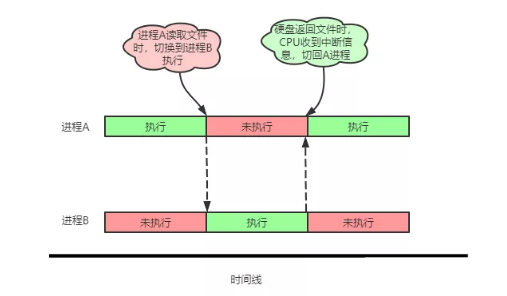 进程A读取文件
时，切换到进程B
执行
硬盘返回文件时，
CPU收到中断信
息，切回A进程
进程A
执行
未执行
执行
进程B
未执行
执行
未执行
时间线